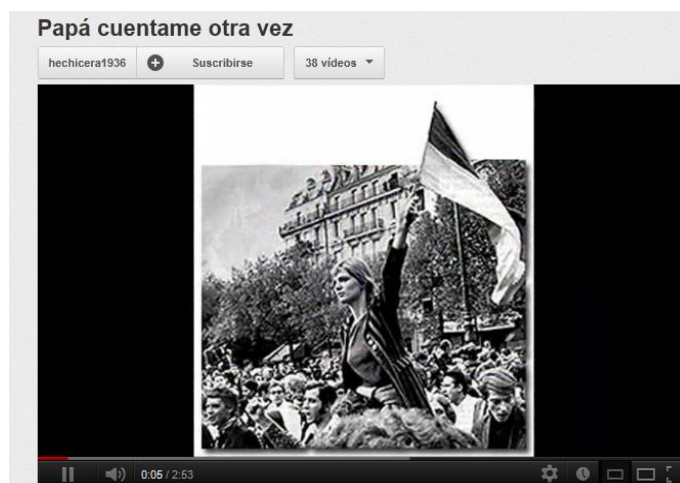 Papá cuentame otra vez
hechicera1936 Suscribirse 38 vídeos
0:05 / 2:53